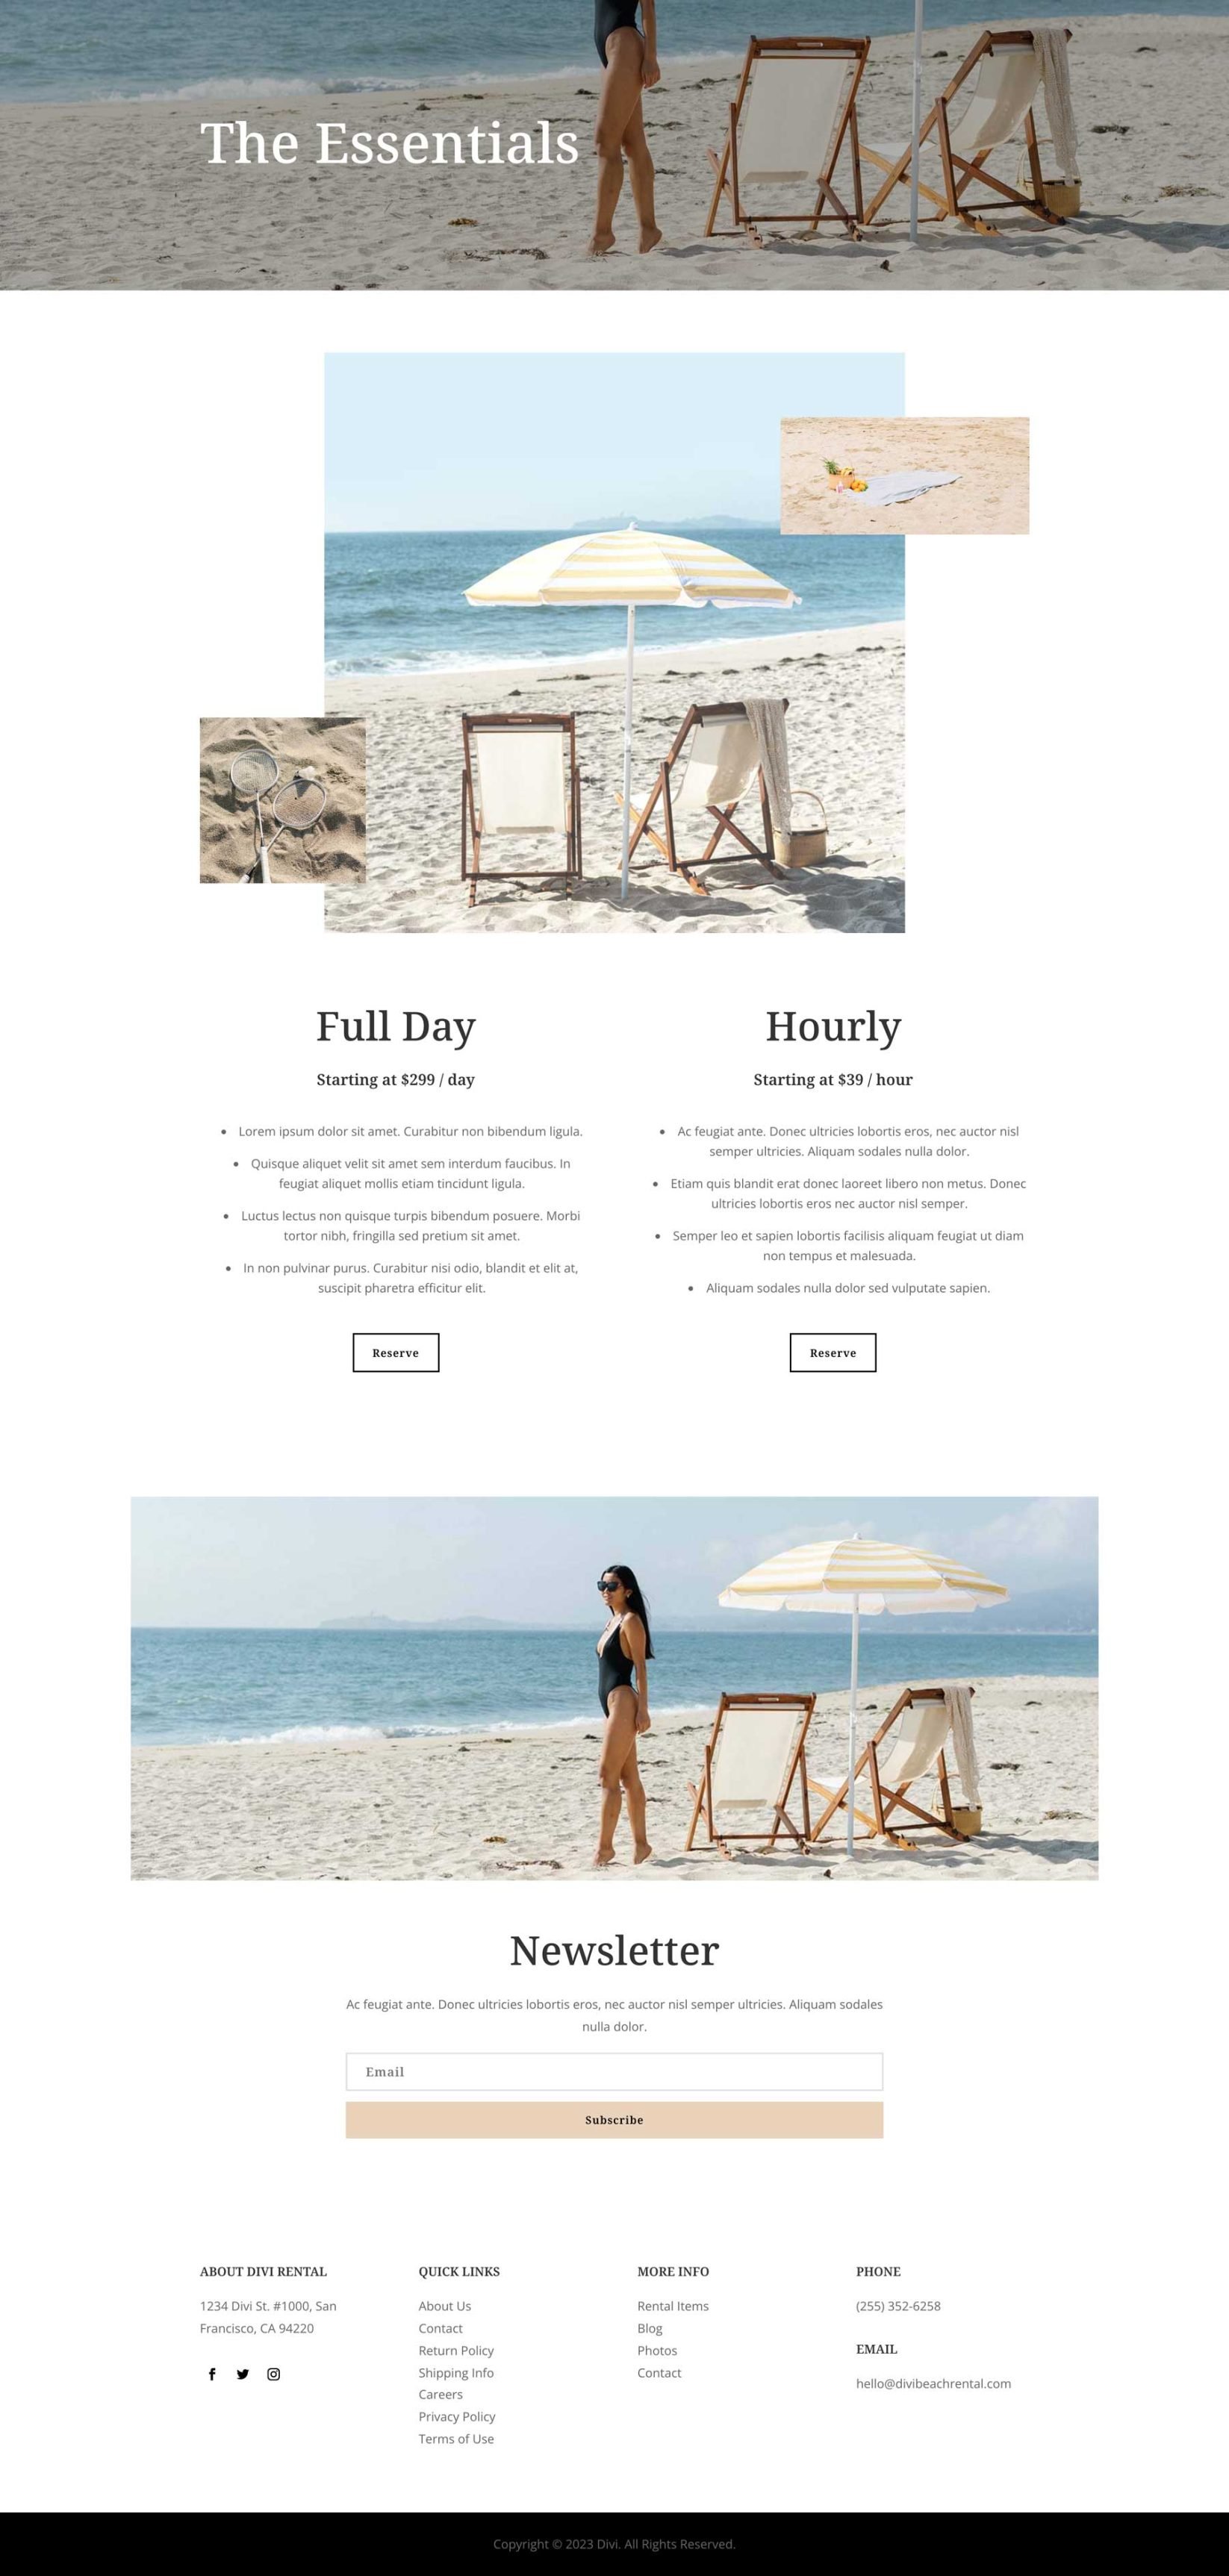 The Essentials
Full Day
Starting at $299 / day
• Lorem ipsum dolor sit amet. Curabitur non bibendum ligula.
• Quisque aliquet velit sit amet sem interdum faucibus. In
feugiat aliquet mollis etiam tincidunt ligula.
• Luctus lectus non quisque turpis bibendum posuere. Morbi
tortor nibh, fringilla sed pretium sit amet.
• In non pulvinar purus. Curabitur nisi odio, blandit et elit at,
suscipit pharetra efficitur elit.
Reserve
Hourly
Starting at $39 / hour
• Ac feugiat ante. Donec ultricies lobortis eros, nec auctor nisl
semper ultricies. Aliquam sodales nulla dolor.
• Etiam quis blandit erat donec laoreet libero non metus. Donec
ultricies lobortis eros nec auctor nisl semper.
• Semper leo et sapien lobortis facilisis aliquam feugiat ut diam
non tempus et malesuada.
• Aliquam sodales nulla dolor sed vulputate sapien.
Reserve
Newsletter
Ac feugiat ante. Donec ultricies lobortis eros, nec auctor nisl semper ultricies. Aliquam sodales
nulla dolor.
Email
Subscribe
ABOUT DIVI RENTAL
1234 Divi St. #1000, San
Francisco, CA 94220
QUICK LINKS
About Us
Contact
Return Policy
Shipping Info
Careers
Privacy Policy
Terms of Use
MORE INFO
Rental Items
Blog
Photos
Contact
PHONE
(255) 352-6258
EMAIL
hello@divibeachrental.com
Copyright © 2023 Divi. All Rights Reserved.